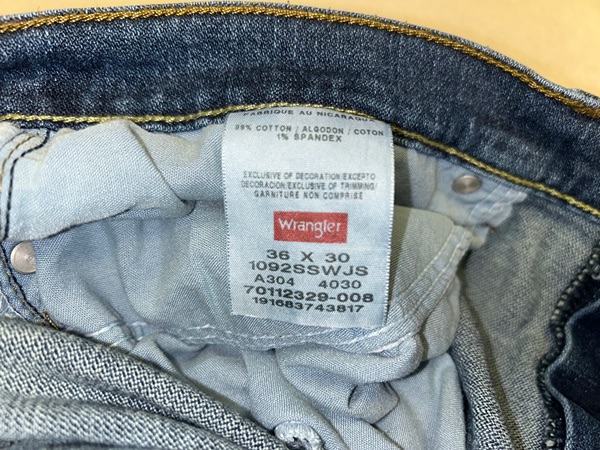 FABRIQUE AU NICARAGUA
99% COTTON / ALGODON / COTON
1% SPANDEX
EXCLUSIVE OF DECORATION/EXCEPTO
DECORACION/EXCLUSIVE OF TRIMMING/
GARNITURE NON COMPRISE
Wrangler
36 X 30
1092SSWJS
A304 4030
70112329-008
191683743817